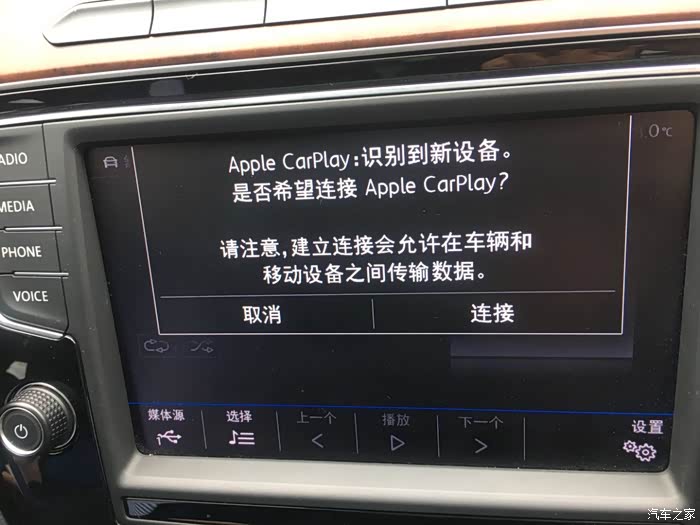 RADIO
MEDIA
PHONE
VOICE
.0℃
Apple CarPlay:识别到新设备。
是否希望连接 Apple CarPlay?
请注意,建立连接会允许在车辆和
移动设备之间传输数据。
取消
连接
媒体源
选择
上一个
播放
下一个
设置
汽车之家